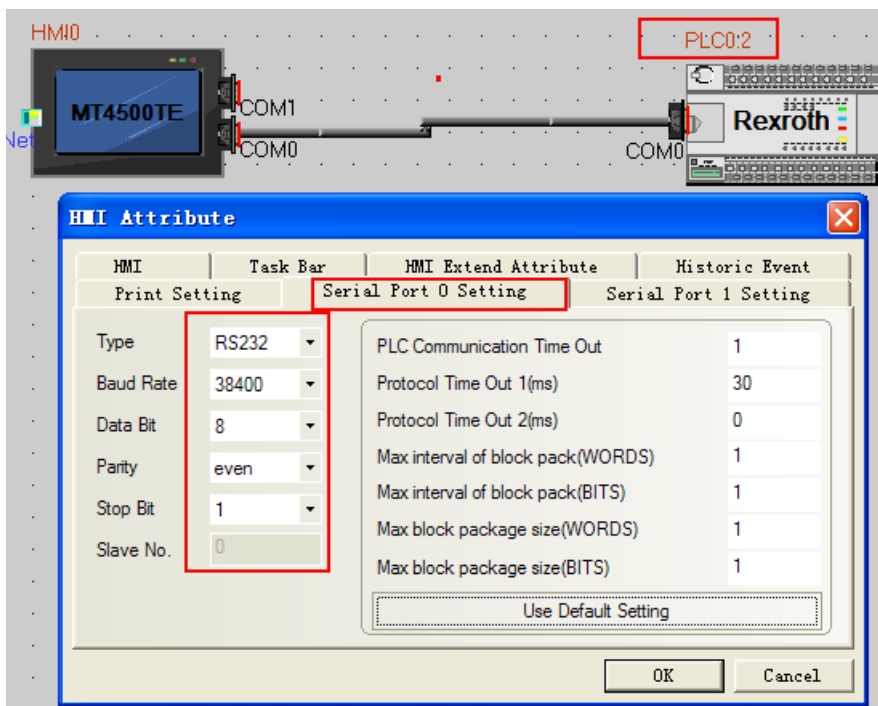 HMI0
PLC0:2
MT4500TE
COM1
Rexroth
Net
COM0
COM0
HMI Attribute
HMI
Task Bar
HMI Extend Attribute
Historic Event
Print Setting
Serial Port 0 Setting
Serial Port 1 Setting
Type
RS232
PLC Communication Time Out
1
Baud Rate
38400
Protocol Time Out 1(ms)
30
Data Bit
8
Protocol Time Out 2(ms)
0
Parity
even
Max interval of block pack(WORDS)
1
Max interval of block pack(BITS)
1
Stop Bit
1
Max block package size(WORDS)
1
Slave No.
0
Max block package size(BITS)
1
Use Default Setting
OK
Cancel